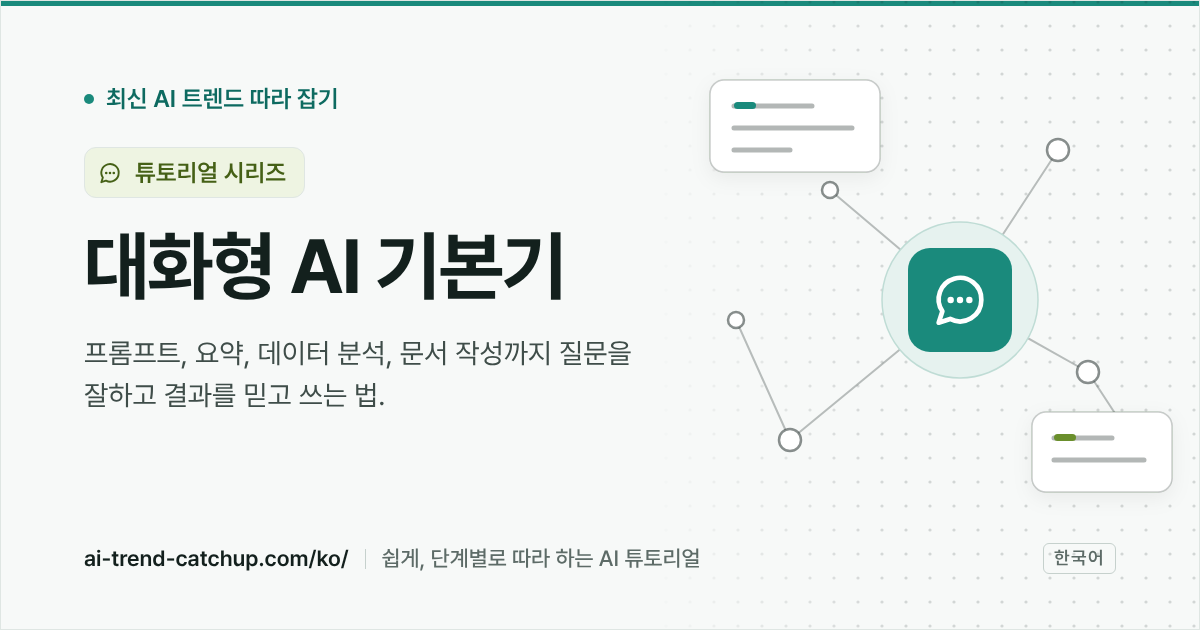 최신 AI 트렌드 따라 잡기
튜토리얼 시리즈
대화형 AI 기본기
프롬프트, 요약, 데이터 분석, 문서 작성까지 질문을
잘하고 결과를 믿고 쓰는 법.
ai-trend-catchup.com/ko/ 쉽게, 단계별로 따라 하는 AI 튜토리얼
한국어